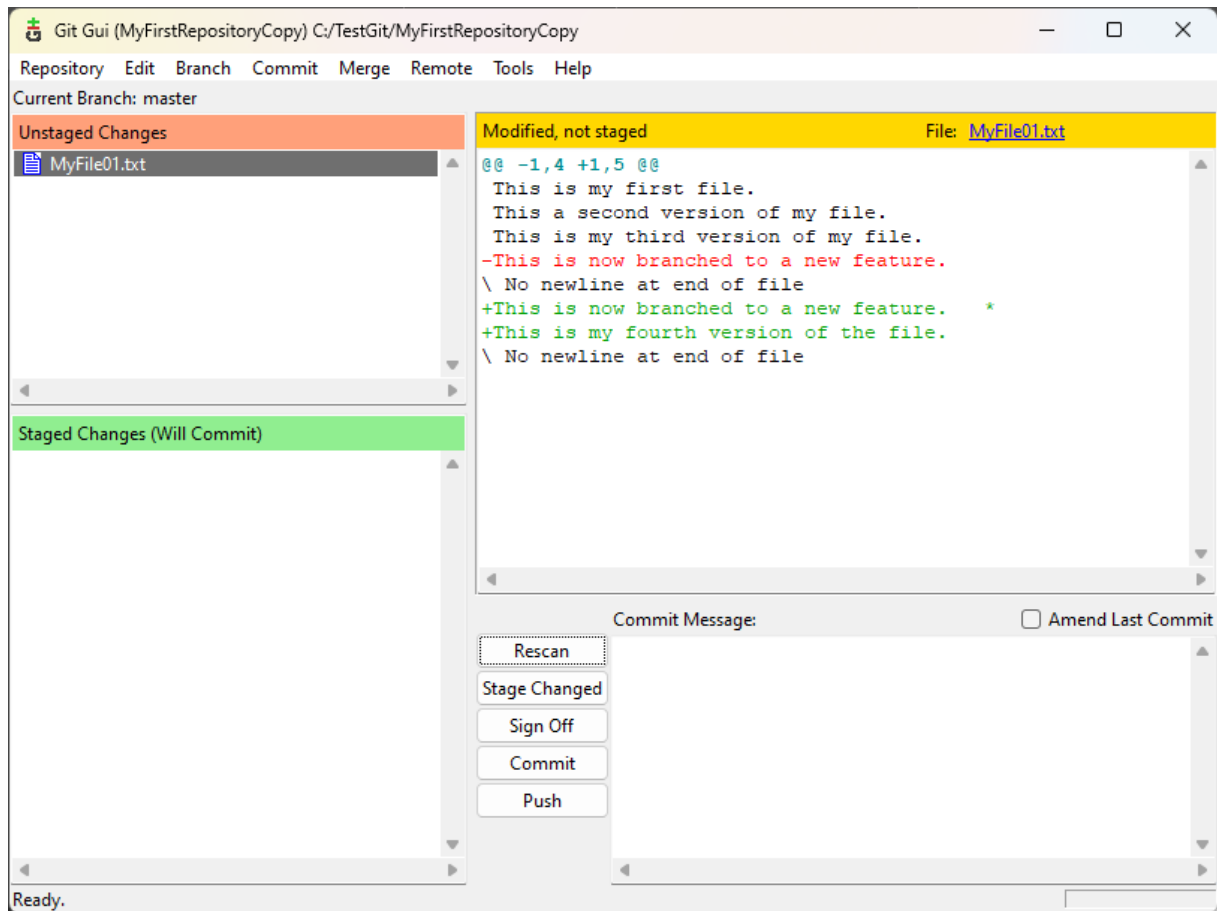 Git Gui (MyFirstRepositoryCopy) C:/TestGit/MyFirstRepositoryCopy
Repository Edit Branch Commit Merge Remote Tools Help
Current Branch: master
Unstaged Changes
MyFile01.txt
Modified, not staged File: MyFile01.txt
@@ -1,4 +1,5 @@
This is my first file.
This a second version of my file.
This is my third version of my file.
-This is now branched to a new feature.
\ No newline at end of file
+This is now branched to a new feature. *
+This is my fourth version of the file.
\ No newline at end of file
Staged Changes (Will Commit)
Commit Message: Amend Last Commit
Rescan
Stage Changed
Sign Off
Commit
Push
Ready.